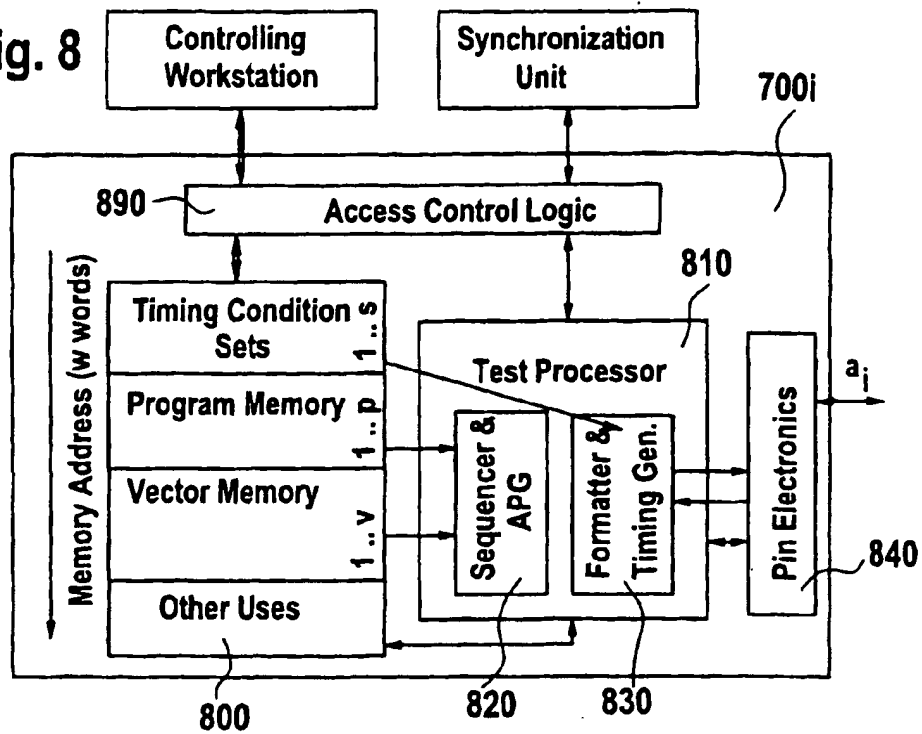 ig. 8
Controlling
Workstation
Synchronization
Unit
700i
890
Access Control Logic
Memory Address (w words)
Timing Condition
Sets
1 .. s
Program Memory
1 .. p
Vector Memory
1 .. v
Other Uses
800
810
Test Processor
Sequencer &
APG
820
Formatter &
Timing Gen.
830
Pin Electronics
840
ai